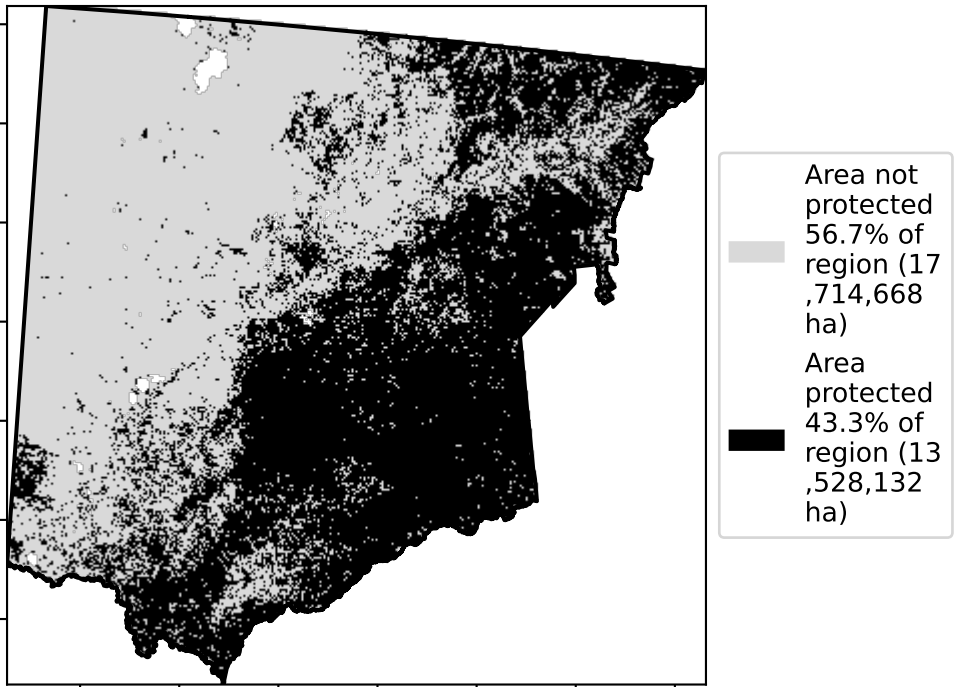 Area not
protected
56.7% of
region (17
,714,668
ha)
Area
protected
43.3% of
region (13
,528,132
ha)